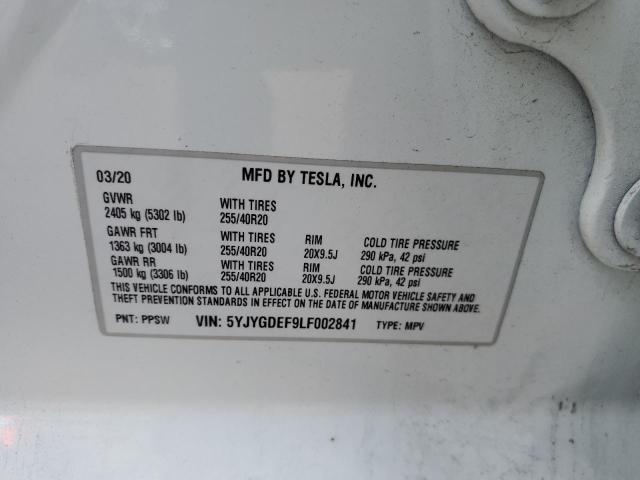 03/20 MFD BY TESLA, INC.
GVWR WITH TIRES
2405 kg (5302 lb) 255/40R20
GAWR FRT WITH TIRES RIM COLD TIRE PRESSURE
1363 kg (3004 lb) 255/40R20 20X9.5J 290 kPa, 42 psi
GAWR RR WITH TIRES RIM COLD TIRE PRESSURE
1500 kg (3306 lb) 255/40R20 20X9.5J 290 kPa, 42 psi
THIS VEHICLE CONFORMS TO ALL APPLICABLE U.S. FEDERAL MOTOR VEHICLE SAFETY AND
THEFT PREVENTION STANDARDS IN EFFECT ON THE DATE OF MANUFACTURE SHOWN ABOVE.
PNT: PPSW VIN: 5YJYGDEF9LF002841 TYPE: MPV